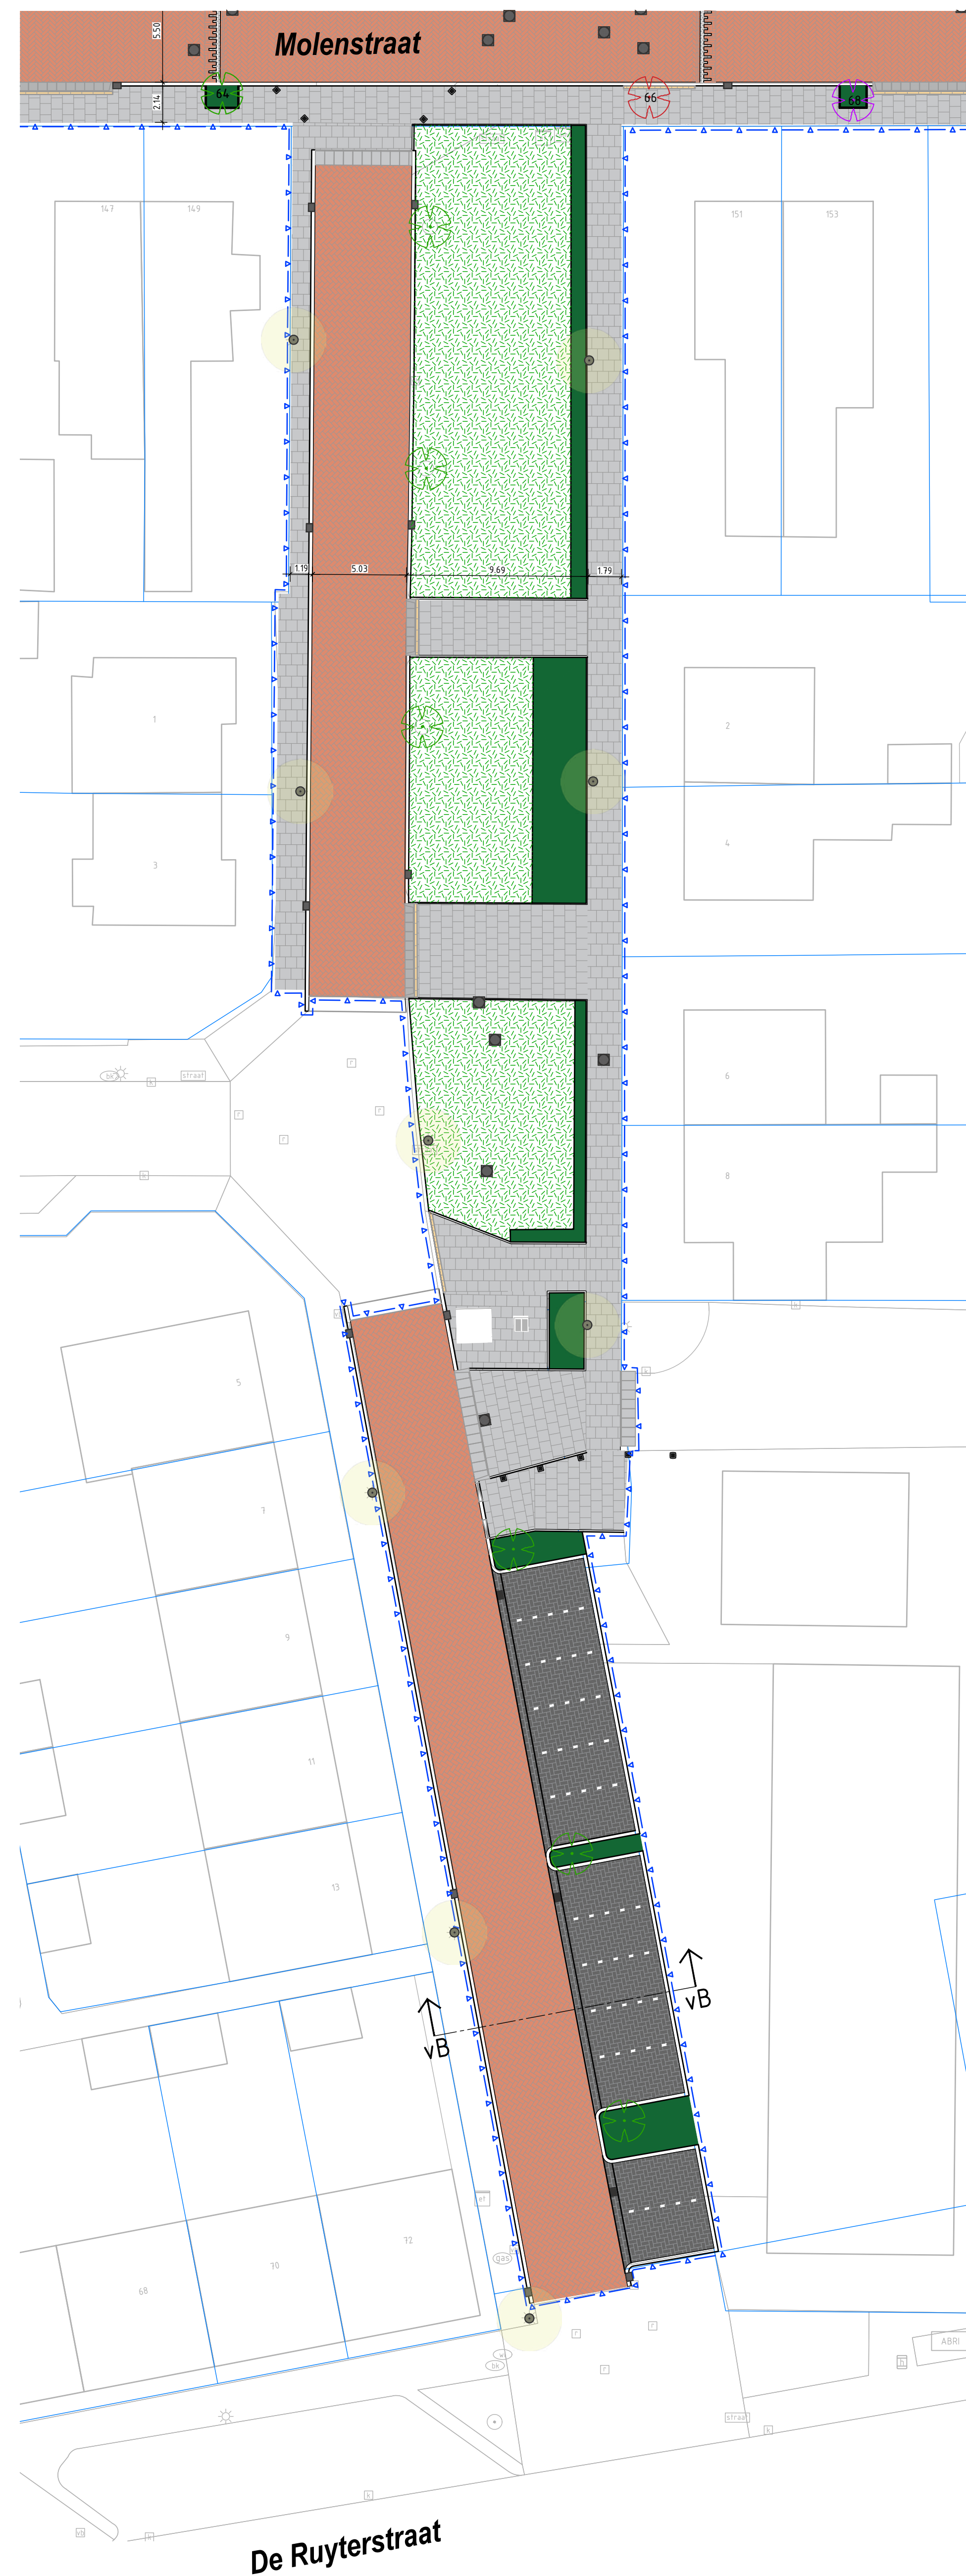 5.50
Molenstraat
2.14
64
66
68
147
149
151
153
1.19
5.03
9.69
1.79
1
2
3
4
6
straat
k
r
r
r
r
k
8
h
k
5
7
9
11
13
vB
vB
ef
gas
72
70
68
r
r
r
ABRI
h
straat
k
k
k
De Ruyterstraat